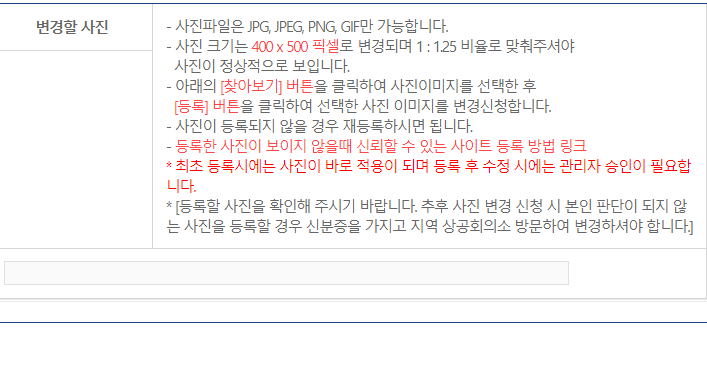 변경할 사진
- 사진파일은 JPG, JPEG, PNG, GIF만 가능합니다.
- 사진 크기는 400 x 500 픽셀로 변경되며 1 : 1.25 비율로 맞춰주셔야
사진이 정상적으로 보입니다.
- 아래의 [찾아보기] 버튼을 클릭하여 사진이미지를 선택한 후
[등록] 버튼을 클릭하여 선택한 사진 이미지를 변경신청합니다.
- 사진이 등록되지 않을 경우 재등록하시면 됩니다.
- 등록한 사진이 보이지 않을때 신뢰할 수 있는 사이트 등록 방법 링크
* 최초 등록시에는 사진이 바로 적용이 되며 등록 후 수정 시에는 관리자 승인이 필요합
니다.
* [등록할 사진을 확인해 주시기 바랍니다. 추후 사진 변경 신청 시 본인 판단이 되지 않
는 사진을 등록할 경우 신분증을 가지고 지역 상공회의소 방문하여 변경하셔야 합니다.]